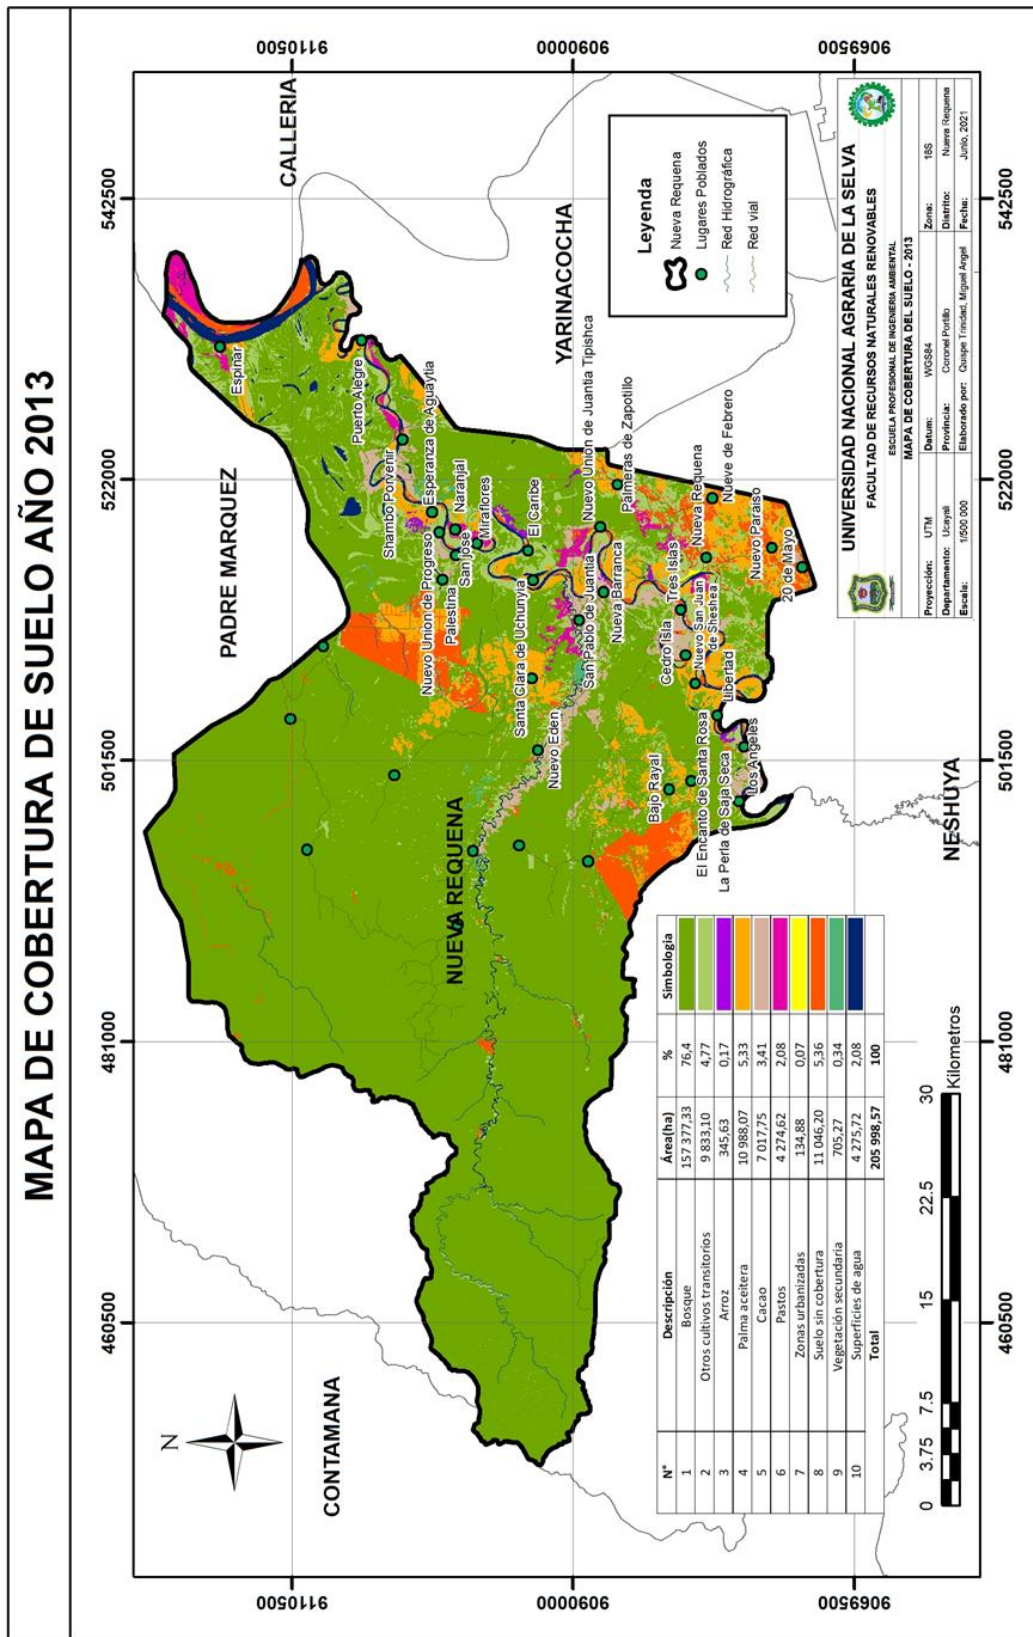 MAPA DE COBERTURA DE SUELO AÑO 2013
460500
481000
501500
522000
542500
9110500
9110500
9090000
9090000
9069500
9069500
460500
481000
501500
522000
542500
N
CONTAMANA
PADRE MARQUEZ
CALLERIA
YARINACOCHA
NESHUYA
NUEVA REQUENA
Espinar
Puerto Alegre
Shambo Porvenir
Esperanza de Aguaytia
Naranjal
Nuevo Union de Progreso
Miraflores
San jose
Palestina
El Caribe
Santa Clara de Uchunyia
Nuevo Union de Juantia Tipishca
Nuevo Eden
San Pablo de Juantia
Palmeras de Zapotillo
Nueva Barranca
Tres Islas
Nueva Requena
Cedro Isla
Nueve de Febrero
Nuevo San Juan
de Sheshea
Bajo Rayal
Libertad
Nuevo Paraiso
El Encanto de Santa Rosa
La Perla de Saja Seca
Los Angeles
20 de Mayo
Leyenda
Nueva Requena
Lugares Poblados
Red Hidrográfica
Red vial
N° Descripción Área(ha) % Simbologia
1 Bosque 157 377,33 76,4
2 Otros cultivos transitorios 9 833,10 4,77
3 Arroz 345,63 0,17
4 Palma aceitera 10 988,07 5,33
5 Cacao 7 017,75 3,41
6 Pastos 4 274,62 2,08
7 Zonas urbanizadas 134,88 0,07
8 Suelo sin cobertura 11 046,20 5,36
9 Vegetación secundaria 705,27 0,34
10 Superficies de agua 4 275,72 2,08
Total 205 998,57 100
0 3.75 7.5 15 22.5 30
Kilometros
UNIVERSIDAD NACIONAL AGRARIA DE LA SELVA
FACULTAD DE RECURSOS NATURALES RENOVABLES
ESCUELA PROFESIONAL DE INGENIERIA AMBIENTAL
MAPA DE COBERTURA DEL SUELO - 2013
Proyección: UTM Datum: WGS84 Zona: 18S
Departamento: Ucayali Provincia: Coronel Portillo Distrito: Nueva Requena
Escala: 1/500 000 Elaborado por: Quispe Trinidad, Miguel Angel Fecha: Junio, 2021